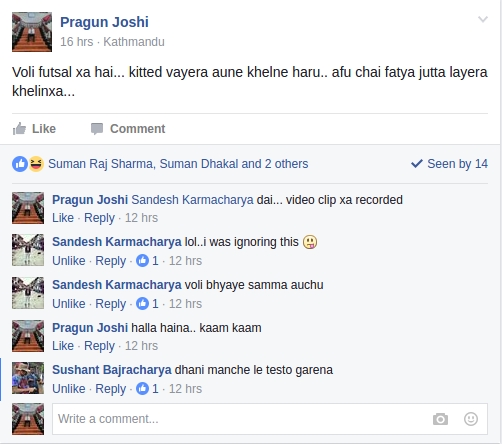 Pragun Joshi
16 hrs · Kathmandu
Voli futsal xa hai... kitted vayera aune khelne haru.. afu chai fatya jutta layera
khelinxa...
Like Comment
Suman Raj Sharma, Suman Dhakal and 2 others Seen by 14
Pragun Joshi Sandesh Karmacharya dai... video clip xa recorded
Like · Reply · 12 hrs
Sandesh Karmacharya lol..i was ignoring this
Unlike · Reply · 1 · 12 hrs
Sandesh Karmacharya voli bhyaye samma auchu
Unlike · Reply · 1 · 12 hrs
Pragun Joshi halla haina.. kaam kaam
Like · Reply · 12 hrs
Sushant Bajracharya dhani manche le testo garena
Unlike · Reply · 1 · 12 hrs
Write a comment...